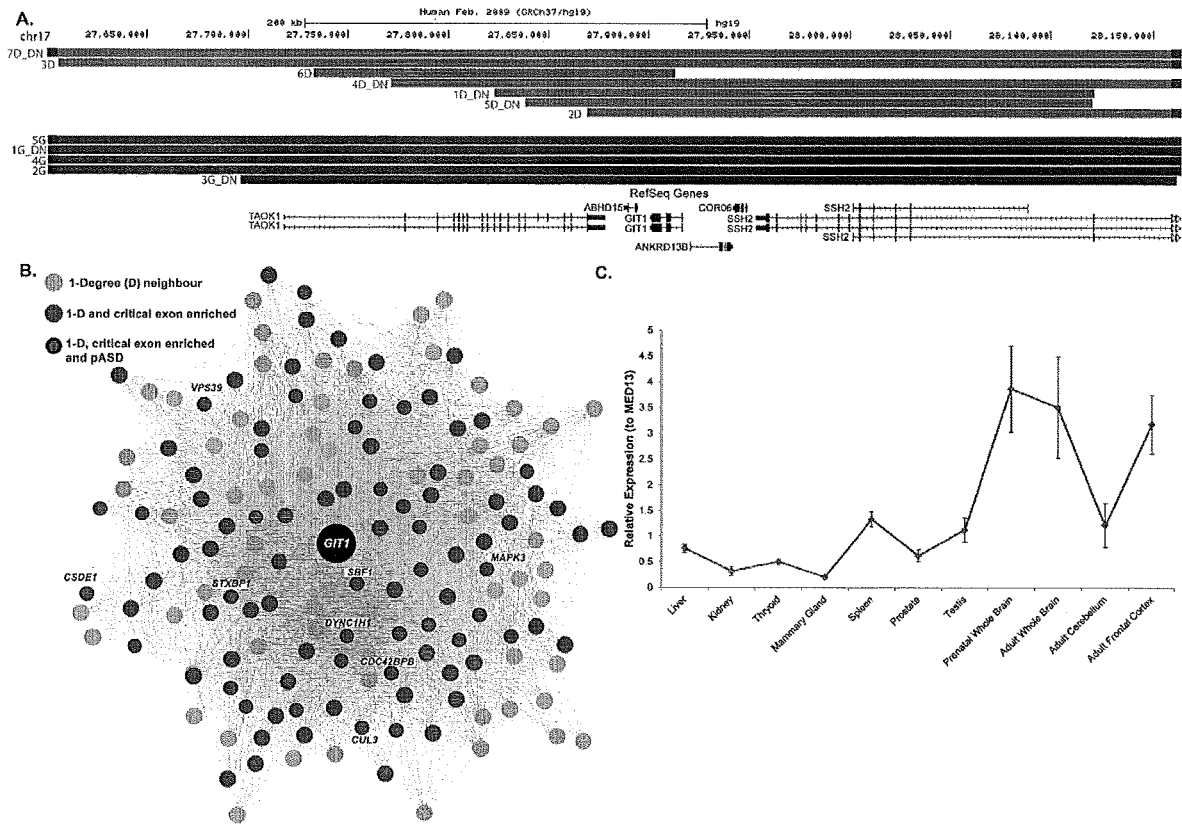 A.
Human Feb. 2009 (GRCh37/hg19)
200 kb hg19
chr17 27,650,000 27,700,000 27,750,000 27,800,000 27,850,000 27,900,000 27,950,000 28,000,000 28,050,000 28,100,000 28,150,000
7D_DN
3D
6D
4D_DN
1D_DN
5D_DN
2D
5G
1G_DN
4G
2G
3G_DN
RefSeq Genes
ABHD15 CORO6 SSH2
TAOK1 GIT1 SSH2
TAOK1 GIT1 SSH2
SSH2
ANKRD13B
B.
1-Degree (D) neighbour
1-D and critical exon enriched
1-D, critical exon enriched
and pASD
VPS39
GIT1
MAPK3
CSDE1
STXBP1
SBF1
DYNC1H1
CDC42BPB
CUL3
C.
Relative Expression (to MED13)
5
4.5
4
3.5
3
2.5
2
1.5
1
0.5
0
Liver
Kidney
Thryoid
Mammary Gland
Spleen
Prostate
Testis
Prenatal Whole Brain
Adult Whole Brain
Adult Cerebellum
Adult Frontal Cortex